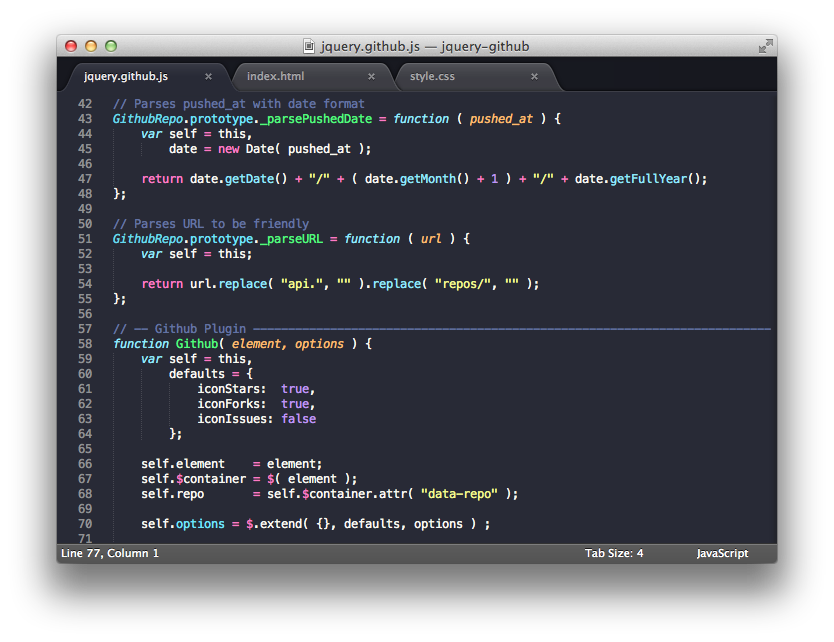 jquery.github.js — jquery-github
jquery.github.js × index.html × style.css ×
42 // Parses pushed_at with date format
43 GithubRepo.prototype._parsePushedDate = function ( pushed_at ) {
44     var self = this,
45         date = new Date( pushed_at );
46
47     return date.getDate() + "/" + ( date.getMonth() + 1 ) + "/" + date.getFullYear();
48 };
49
50 // Parses URL to be friendly
51 GithubRepo.prototype._parseURL = function ( url ) {
52     var self = this;
53
54     return url.replace( "api.", "" ).replace( "repos/", "" );
55 };
56
57 // —— Github Plugin ——————————————————————————————————————————————————————————————————————————
58 function Github( element, options ) {
59     var self = this,
60         defaults = {
61             iconStars:  true,
62             iconForks:  true,
63             iconIssues: false
64         };
65
66     self.element    = element;
67     self.$container = $( element );
68     self.repo       = self.$container.attr( "data-repo" );
69
70     self.options = $.extend( {}, defaults, options ) ;
71
Line 77, Column 1 Tab Size: 4 JavaScript